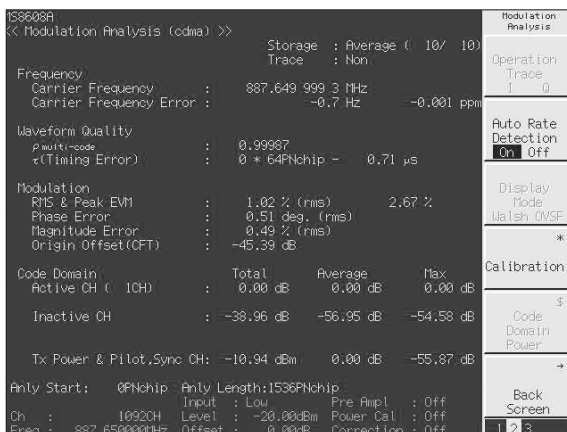 1S8608A
<< Modulation Analysis (cdma) >>
Storage : Average ( 10/ 10)
Trace : Non
Frequency
Carrier Frequency : 887.649 999 3 MHz
Carrier Frequency Error : -0.7 Hz -0.001 ppm
Waveform Quality
ρmulti-code : 0.99987
τ(Timing Error) : 0 * 64PNchip - 0.71 μs
Modulation
RMS & Peak EVM : 1.02 % (rms) 2.67 %
Phase Error : 0.51 deg. (rms)
Magnitude Error : 0.49 % (rms)
Origin Offset(CFT) : -45.39 dB
Code Domain Total Average Max
Active CH ( 1CH) : 0.00 dB 0.00 dB 0.00 dB
Inactive CH : -38.96 dB -56.95 dB -54.58 dB
Tx Power & Pilot,Sync CH: -10.94 dBm 0.00 dB -55.87 dB
Anly Start: 0PNchip Anly Length:1536PNchip
Input : Low Pre Ampl : Off
Ch : 1092CH Level : -20.00dBm Power Cal : Off
Freq : 887.650000MHz Offset : 0.00dB Correction : Off
Modulation
Analysis
Operation
Trace
I Q
Auto Rate
Detection
On Off
Display
Mode
Walsh OVSF
*
Calibration
$
Code
Domain
Power
→
Back
Screen
1 2 3